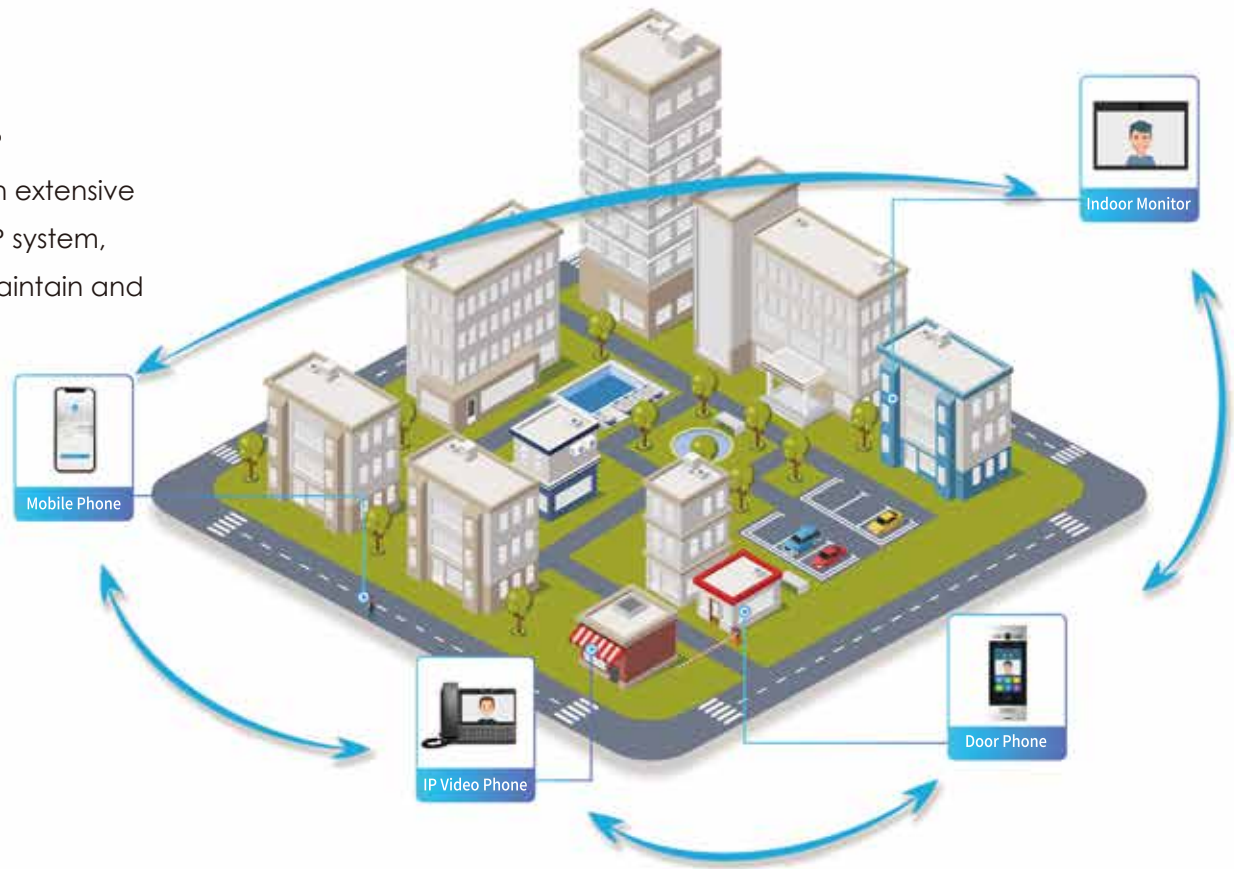 n extensive
P system,
aintain and
Indoor Monitor
Mobile Phone
IP Video Phone
Door Phone